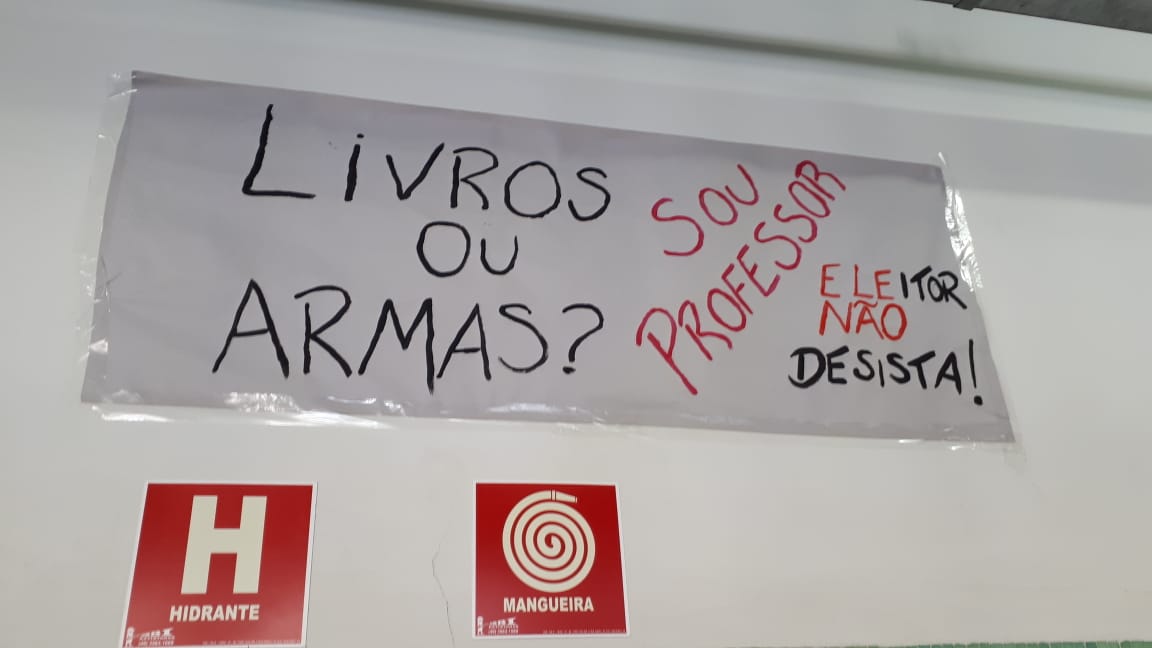 LiVROS
OU
ARMAS?
SOU
PROFESSOR
ELEITOR
NÃO
DESISTA!
H
HIDRANTE
MANGUEIRA